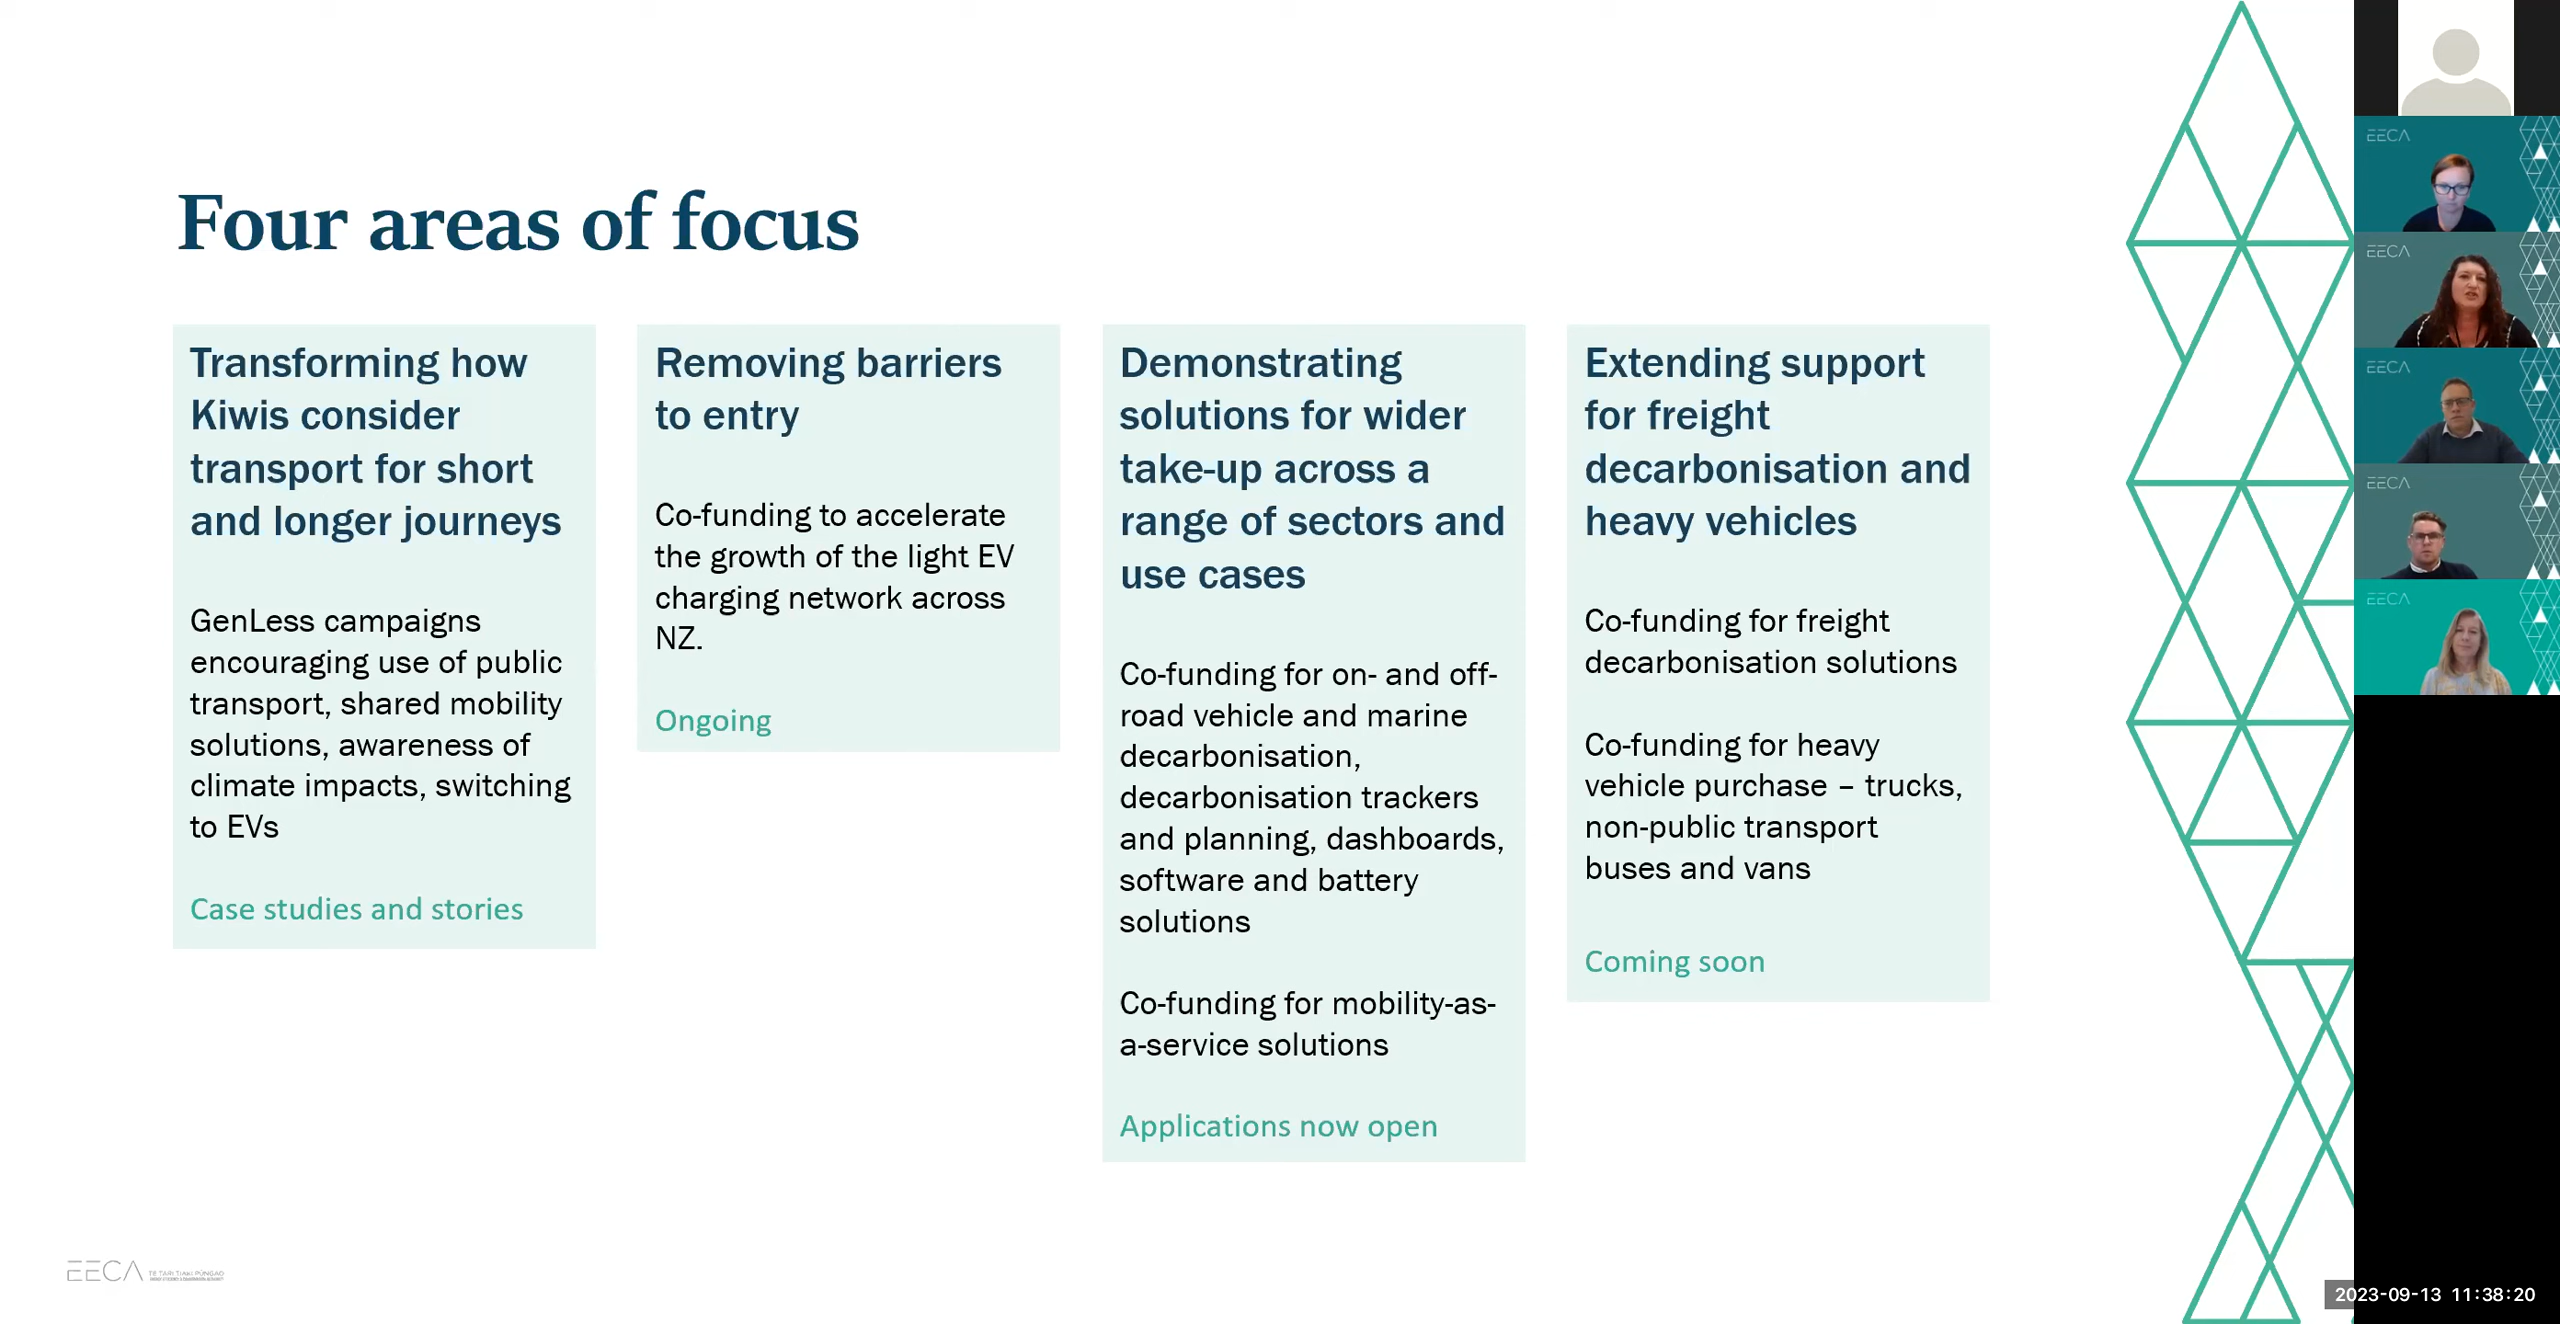 Four areas of focus
Transforming how
Kiwis consider
transport for short
and longer journeys
GenLess campaigns
encouraging use of public
transport, shared mobility
solutions, awareness of
climate impacts, switching
to EVs
Case studies and stories
Removing barriers
to entry
Co-funding to accelerate
the growth of the light EV
charging network across
NZ.
Ongoing
Demonstrating
solutions for wider
take-up across a
range of sectors and
use cases
Co-funding for on- and off-
road vehicle and marine
decarbonisation,
decarbonisation trackers
and planning, dashboards,
software and battery
solutions
Co-funding for mobility-as-
a-service solutions
Applications now open
Extending support
for freight
decarbonisation and
heavy vehicles
Co-funding for freight
decarbonisation solutions
Co-funding for heavy
vehicle purchase – trucks,
non-public transport
buses and vans
Coming soon
EECA
EECA
EECA
EECA
EECA
EECA TE TARI TIAKI PŪNGAO
2023-09-13 11:38:20